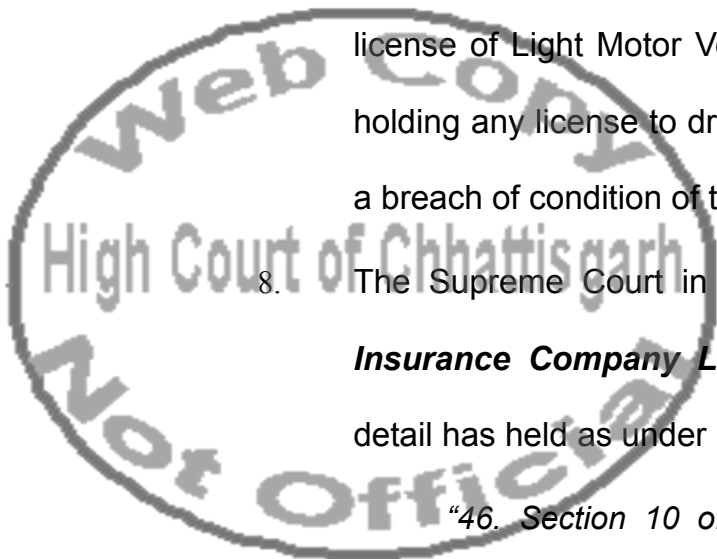 license of Light Motor
holding any license to
a breach of condition of
Web Copy
High Court of Chhattisgarh
8. The Supreme Court in
Insurance Company
detail has held as under
Not Official
“46. Section 10